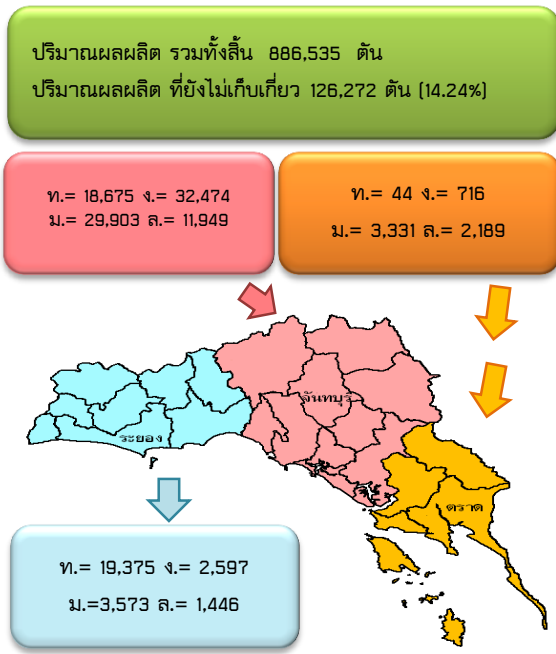 ปริมาณผลผลิต รวมทั้งสิ้น 886,535 ตัน
ปริมาณผลผลิต ที่ยังไม่เก็บเกี่ยว 126,272 ตัน (14.24%)
ท.= 18,675 ง.= 32,474
ม.= 29,903 ล.= 11,949
ท.= 44 ง.= 716
ม.= 3,331 ล.= 2,189
จันทบุรี
ระยอง
ตราด
ท.= 19,375 ง.= 2,597
ม.=3,573 ล.= 1,446